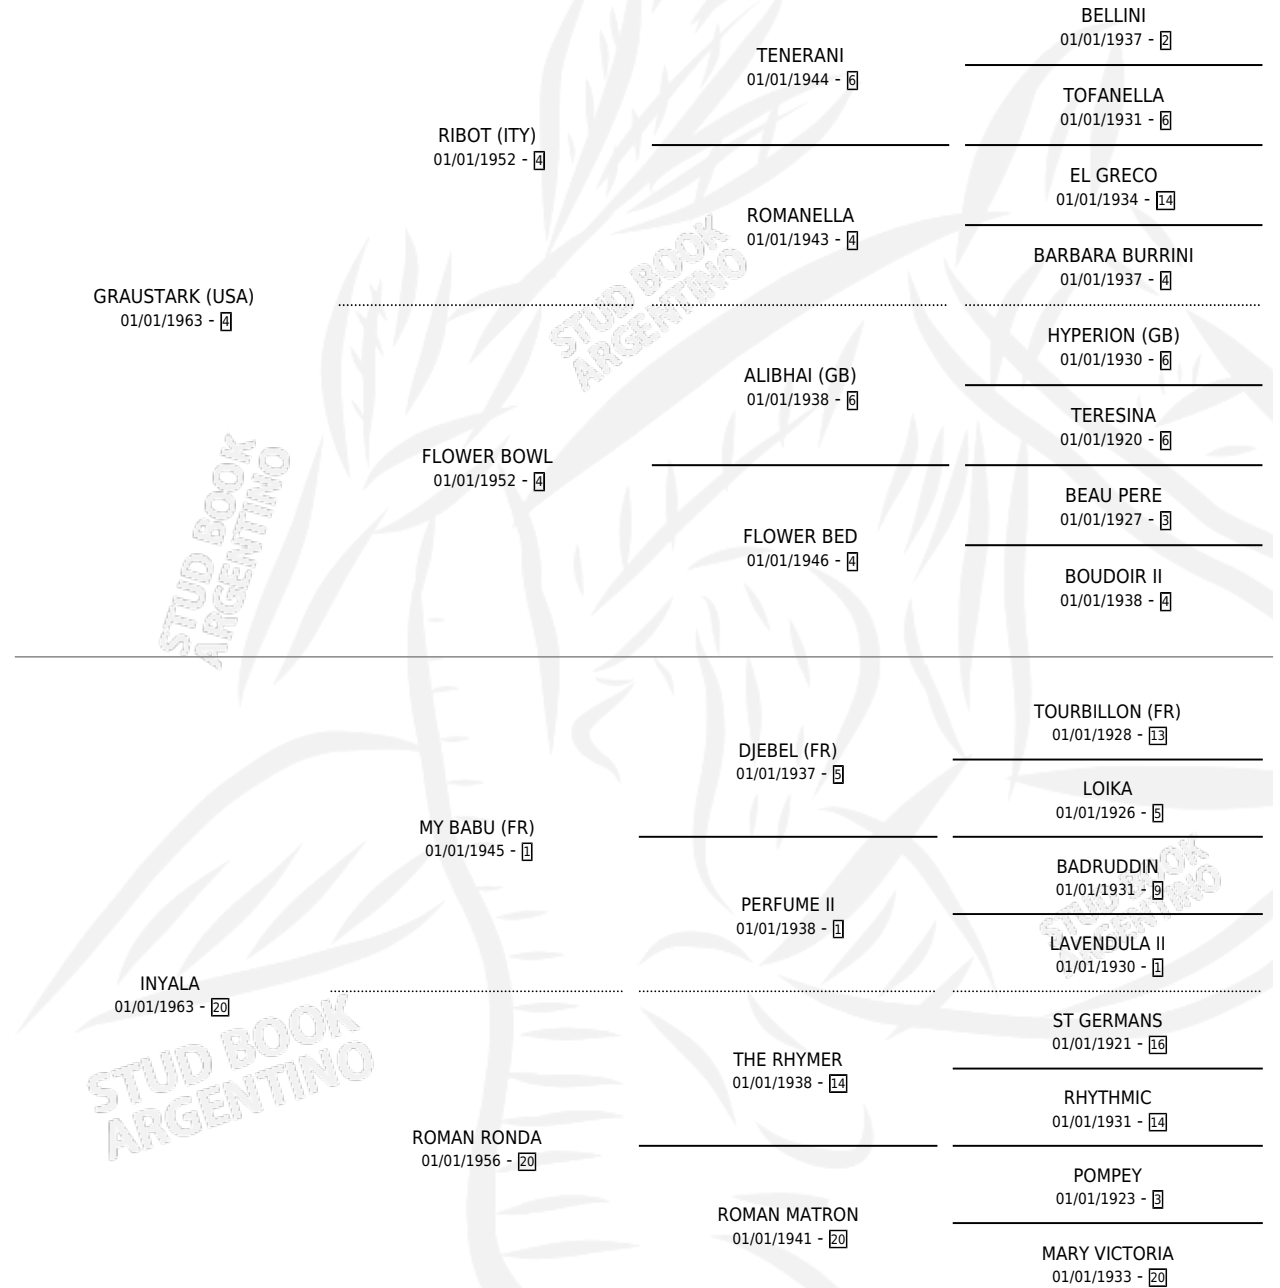 BELLINI
01/01/1937 - 2
TENERANI
01/01/1944 - 6
TOFANELLA
01/01/1931 - 6
RIBOT (ITY)
01/01/1952 - 4
EL GRECO
01/01/1934 - 14
ROMANELLA
01/01/1943 - 4
BARBARA BURRINI
01/01/1937 - 4
GRAUSTARK (USA)
01/01/1963 - 4
HYPERION (GB)
01/01/1930 - 6
ALIBHAI (GB)
01/01/1938 - 6
TERESINA
01/01/1920 - 6
FLOWER BOWL
01/01/1952 - 4
BEAU PERE
01/01/1927 - 3
FLOWER BED
01/01/1946 - 4
BOUDOIR II
01/01/1938 - 4
STUD BOOK
ARGENTINO
STUD BOOK
ARGENTINO
TOURBILLON (FR)
01/01/1928 - 13
DJEBEL (FR)
01/01/1937 - 5
LOIKA
01/01/1926 - 5
MY BABU (FR)
01/01/1945 - 1
BADRUDDIN
01/01/1931 - 9
PERFUME II
01/01/1938 - 1
LAVENDULA II
01/01/1930 - 1
INYALA
01/01/1963 - 20
ST GERMANS
01/01/1921 - 16
THE RHYMER
01/01/1938 - 14
RHYTHMIC
01/01/1931 - 14
ROMAN RONDA
01/01/1956 - 20
POMPEY
01/01/1923 - 3
ROMAN MATRON
01/01/1941 - 20
MARY VICTORIA
01/01/1933 - 20
STUD BOOK
ARGENTINO
STUD BOOK
ARGENTINO